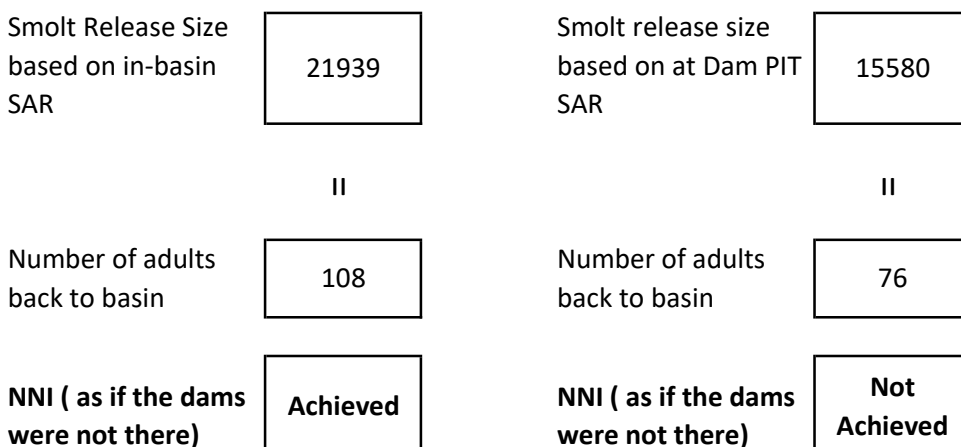 Smolt Release Size
based on in-basin
SAR
21939
Smolt release size
based on at Dam PIT
SAR
15580
=
=
Number of adults
back to basin
108
Number of adults
back to basin
76
NNI ( as if the dams
were not there)
Achieved
NNI ( as if the dams
were not there)
Not
Achieved